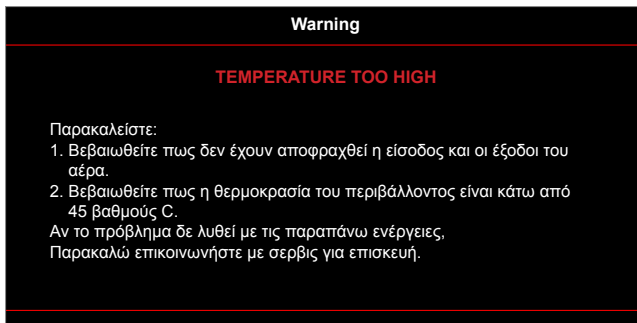 Warning
TEMPERATURE TOO HIGH
Παρακαλείστε:
1. Βεβαιωθείτε πως δεν έχουν αποφραχθεί η είσοδος και οι έξοδοι του
αέρα.
2. Βεβαιωθείτε πως η θερμοκρασία του περιβάλλοντος είναι κάτω από
45 βαθμούς C.
Αν το πρόβλημα δε λυθεί με τις παραπάνω ενέργειες,
Παρακαλώ επικοινωνήστε με σερβις για επισκευή.